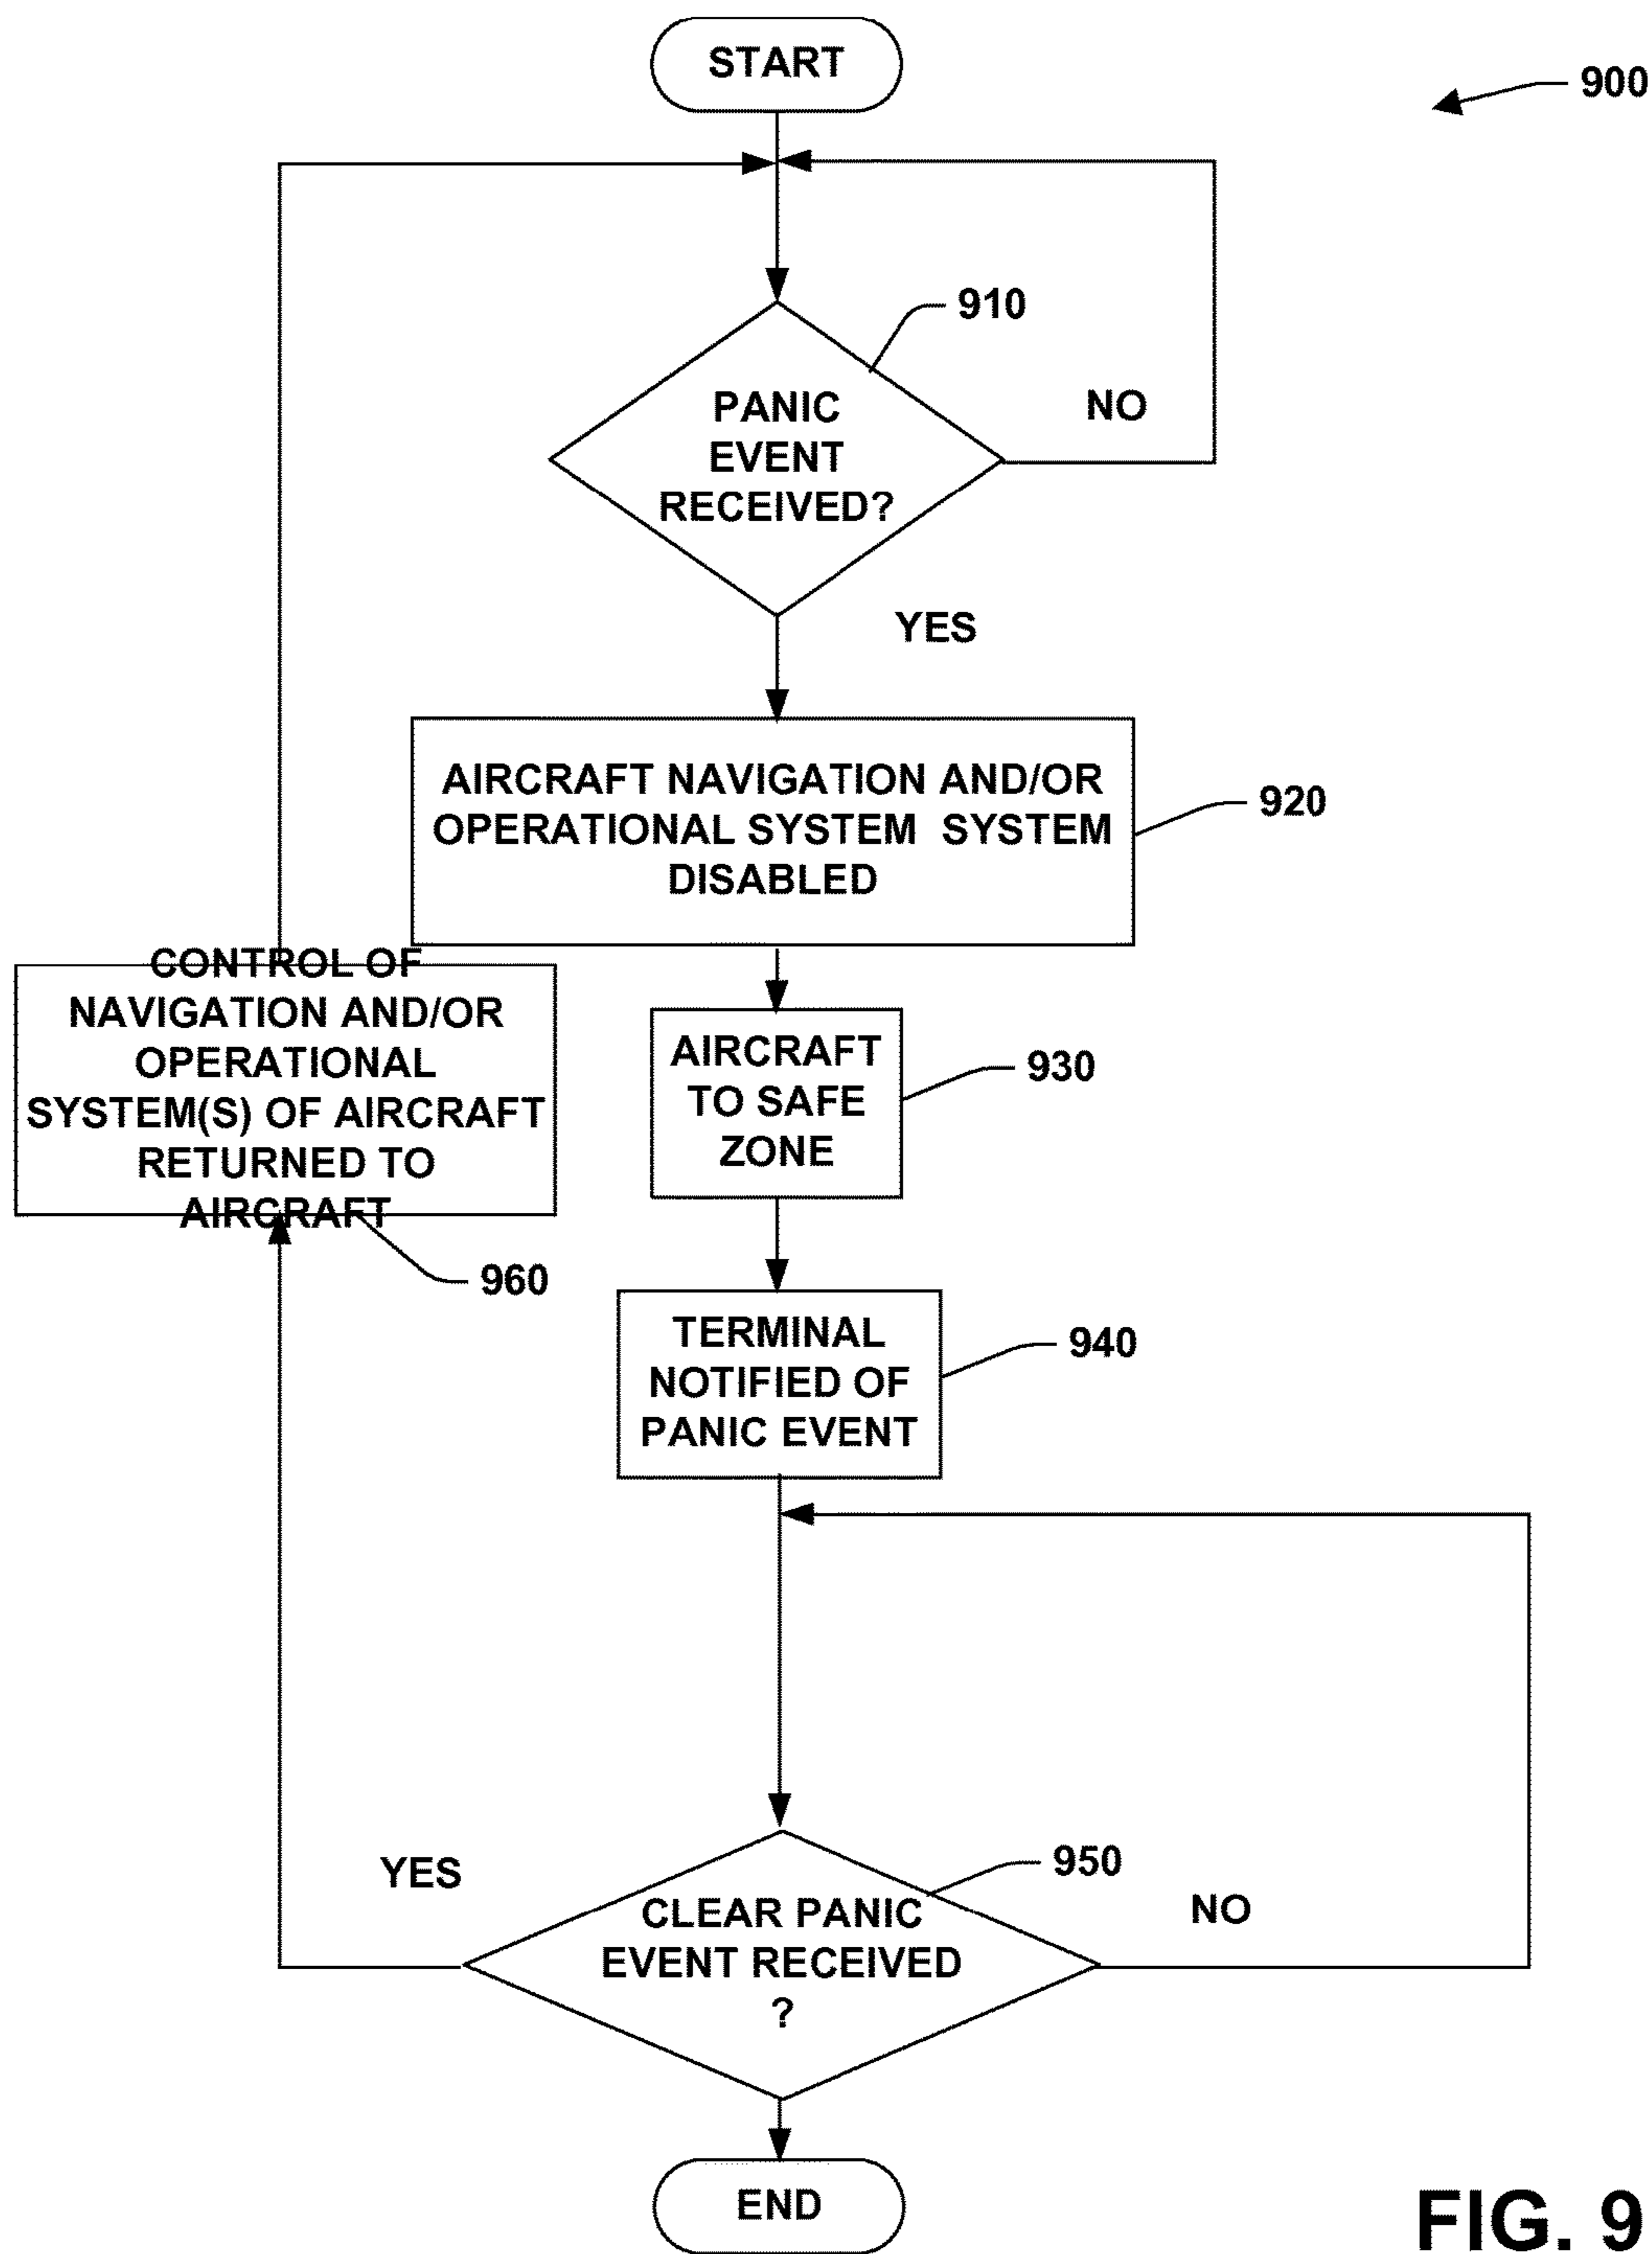 START
900
910
PANIC
EVENT
RECEIVED?
NO
YES
AIRCRAFT NAVIGATION AND/OR
OPERATIONAL SYSTEM SYSTEM
DISABLED
920
CONTROL OF
NAVIGATION AND/OR
OPERATIONAL
SYSTEM(S) OF AIRCRAFT
RETURNED TO
AIRCRAFT
960
AIRCRAFT
TO SAFE
ZONE
930
TERMINAL
NOTIFIED OF
PANIC EVENT
940
YES
950
CLEAR PANIC
EVENT RECEIVED
?
NO
END
FIG. 9